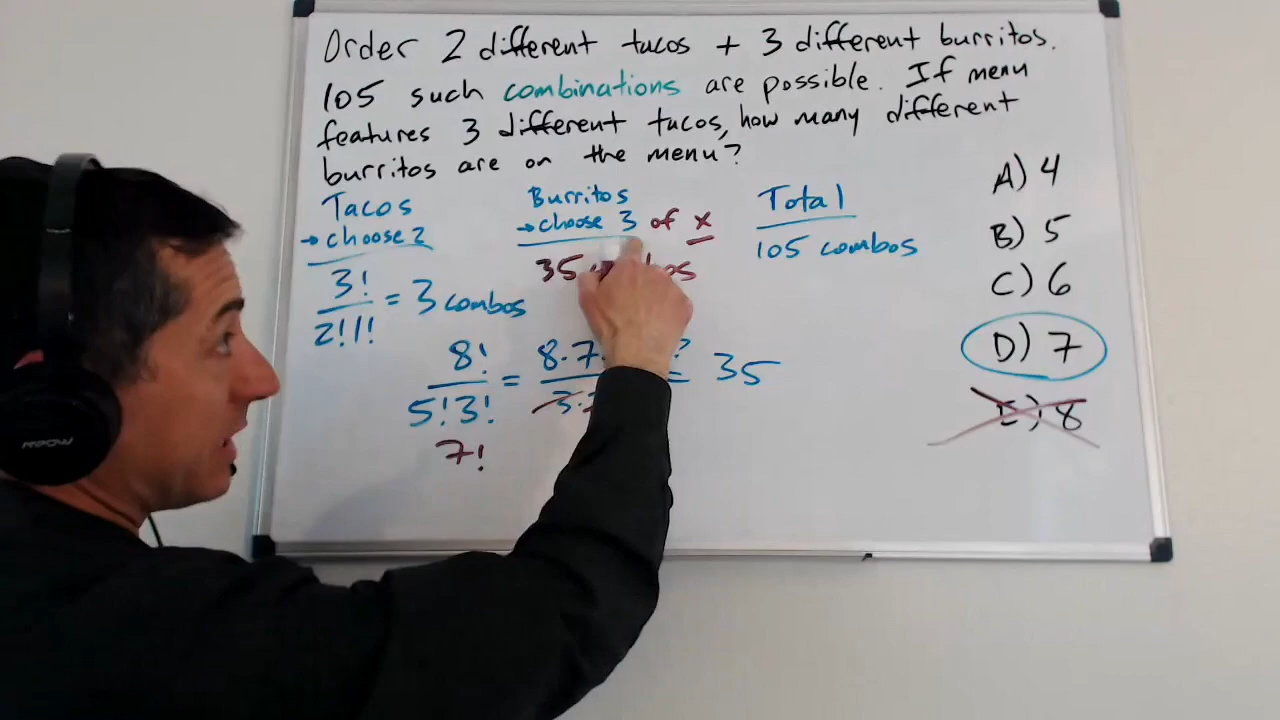 Order 2 different tacos + 3 different burritos.
105 such combinations are possible. If menu
features 3 different tacos, how many different
burritos are on the menu?
Tacos
→ choose 2
3!
2!1!
= 3 combos
Burritos
→ choose 3 of x
35
Total
105 combos
8!
5!3!
= 8.7.
= 35
7!
A) 4
B) 5
C) 6
D) 7
E) 8